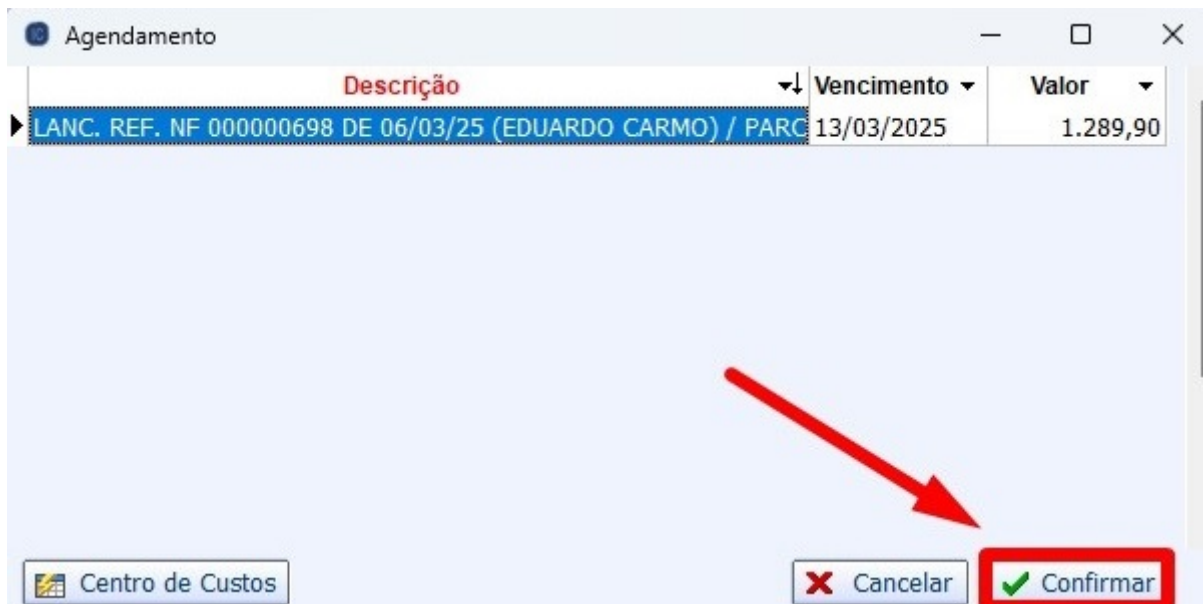 Agendamento
Descrição Vencimento Valor
LANC. REF. NF 000000698 DE 06/03/25 (EDUARDO CARMO) / PARC 13/03/2025 1.289,90
Centro de Custos Cancelar Confirmar